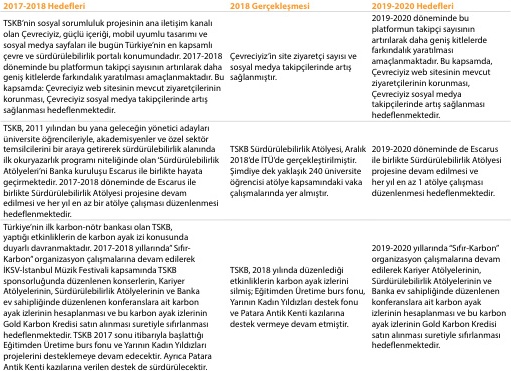 2017-2018 Hedefleri
TSKB’nin sosyal sorumluluk projesinin ana iletişim kanalı
olan Çevreciyiz, güçlü içeriği, mobil uyumlu tasarımı ve
sosyal medya sayfaları ile bugün Türkiye’nin en kapsamlı
çevre ve sürdürülebilirlik portalı konumundadır. 2017-2018
döneminde bu platformun takipçi sayısının artırılarak daha
geniş kitlelerde farkındalık yaratılması amaçlanmaktadır. Bu
kapsamda: Çevreciyiz web sitesinin mevcut ziyaretçilerinin
korunması, Çevreciyiz sosyal medya takipçilerinde artış
sağlanması hedeflenmektedir.
2018 Gerçekleşmesi
Çevreciyiz’in site ziyaretçi sayısı ve
sosyal medya takipçilerinde artış
sağlanmıştır.
2019-2020 Hedefleri
2019-2020 döneminde bu
platformun takipçi sayısının
artırılarak daha geniş kitlelerde
farkındalık yaratılması
amaçlanmaktadır. Bu kapsamda,
Çevreciyiz web sitesinin mevcut
ziyaretçilerinin korunması,
Çevreciyiz sosyal medya
takipçilerinde artış sağlanması
hedeflenmektedir.
TSKB, 2011 yılından bu yana geleceğin yönetici adayları
üniversite öğrencileriyle, akademisyenler ve özel sektör
temsilcilerini bir araya getirerek sürdürülebilirlik alanında
ilk okuryazarlık programı niteliğinde olan ‘Sürdürülebilirlik
Atölyeleri’ni Banka kuruluşu Escarus ile birlikte hayata
geçirmektedir. 2017-2018 döneminde Escarus ile
birlikte Sürdürülebilirlik Atölyesi projesine devam
edilmesi ve her yıl en az bir atölye çalışması düzenlenmesi
hedeflenmektedir.
TSKB Sürdürülebilirlik Atölyesi, Aralık
2018’de İTÜ’de gerçekleştirilmiştir.
Şimdiye dek yaklaşık 240 üniversite
öğrencisi atölye kapsamındaki vaka
çalışmalarında yer almıştır.
2019-2020 döneminde de Escarus
ile birlikte Sürdürülebilirlik Atölyesi
projesine devam edilmesi ve
her yıl en az 1 atölye çalışması
düzenlenmesi hedeflenmektedir.
Türkiye’nin ilk karbon-nötr bankası olan TSKB,
yaptığı etkinliklerin de karbon ayak izi konusunda
duyarlı davranmaktadır. 2017-2018 yıllarında“Sıfır-
Karbon” organizasyon çalışmalarına devam edilerek
İKSV-İstanbul Müzik Festivali kapsamında TSKB
sponsorluğunda düzenlenen konserlerin, Kariyer
Atölyelerinin, Sürdürülebilirlik Atölyelerinin ve Banka
ev sahipliğinde düzenlenen konferanslara ait karbon
ayak izlerinin hesaplanması ve bu karbon ayak izlerinin
Gold Karbon Kredisi satın alınması suretiyle sıfırlanması
hedeflenmektedir. TSKB 2017 sonu itibarıyla başlattığı
Eğitimden Üretime burs fonu ve Yarının Kadın Yıldızları
projelerini desteklemeye devam edecektir. Ayrıca Patara
Antik Kenti kazılarına verilen destek de sürdürülecektir.
TSKB, 2018 yılında düzenlediği
etkinliklerin karbon ayak izlerini
silmiş; Eğitimden Üretime burs fonu,
Yarının Kadın Yıldızları destek fonu
ve Patara Antik Kenti kazılarına
destek vermeye devam etmiştir.
2019-2020 yıllarında “Sıfır-Karbon”
organizasyon çalışmalarına devam
edilerek Kariyer Atölyelerinin,
Sürdürülebilirlik Atölyelerinin ve
Banka ev sahipliğinde düzenlenen
konferanslara ait karbon ayak
izlerinin hesaplanması ve bu karbon
ayak izlerinin Gold Karbon Kredisi
satın alınması suretiyle sıfırlanması
hedeflenmektedir.